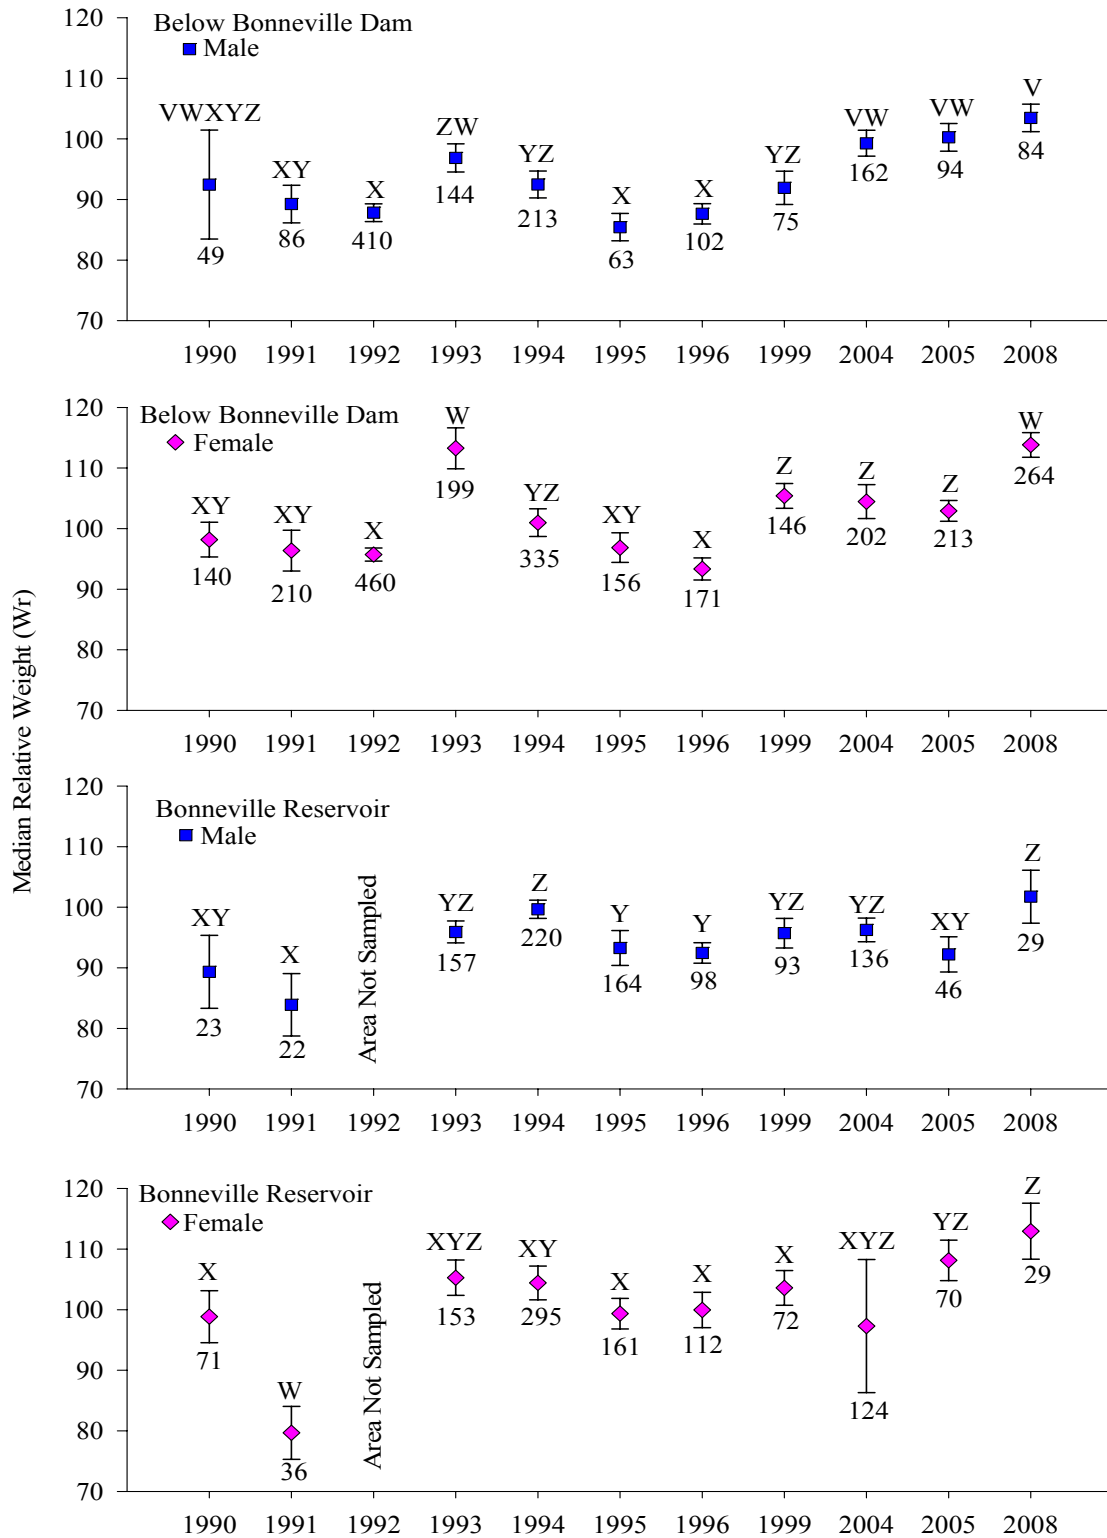 Median Relative Weight (Wr)
120
Below Bonneville Dam
Male
110
VWXYZ
ZW
VW
VW
V
100
XY
X
YZ
X
X
YZ
90
144
162
94
84
49
86
410
213
63
102
75
80
70
1990 1991 1992 1993 1994 1995 1996 1999 2004 2005 2008
120
Below Bonneville Dam
Female
W
W
110
XY
XY
X
199
YZ
XY
X
Z
Z
Z
264
100
140
210
460
335
156
171
146
202
213
90
80
70
1990 1991 1992 1993 1994 1995 1996 1999 2004 2005 2008
120
Bonneville Reservoir
Male
110
XY
X
Area Not Sampled
YZ
Z
Y
Y
YZ
YZ
XY
Z
100
90
23
22
157
220
164
98
93
136
46
29
80
70
1990 1991 1992 1993 1994 1995 1996 1999 2004 2005 2008
120
Bonneville Reservoir
Female
110
X
W
Area Not Sampled
XYZ
XY
X
X
X
XYZ
YZ
Z
100
71
36
153
295
161
112
72
124
70
29
90
80
70
1990 1991 1992 1993 1994 1995 1996 1999 2004 2005 2008